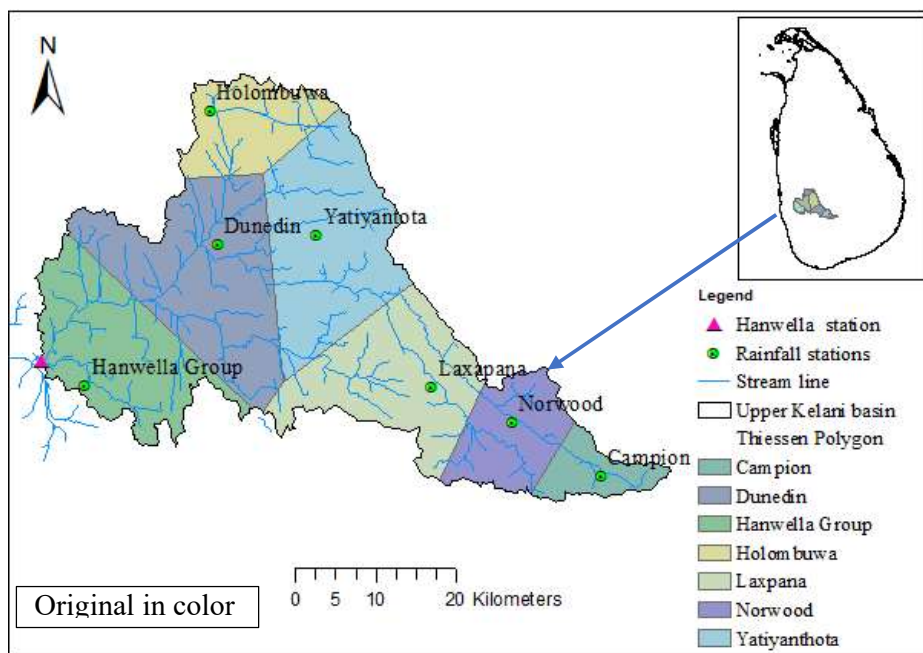 N
Holombuwa
Dunedin
Yatiyantota
Hanwella Group
Laxapana
Norwood
Campion
Legend
Hanwella station
Rainfall stations
Stream line
Upper Kelani basin
Thiessen Polygon
Campion
Dunedin
Hanwella Group
Holombuwa
Laxpana
Norwood
Yatiyanthota
0 5 10 20 Kilometers
Original in color